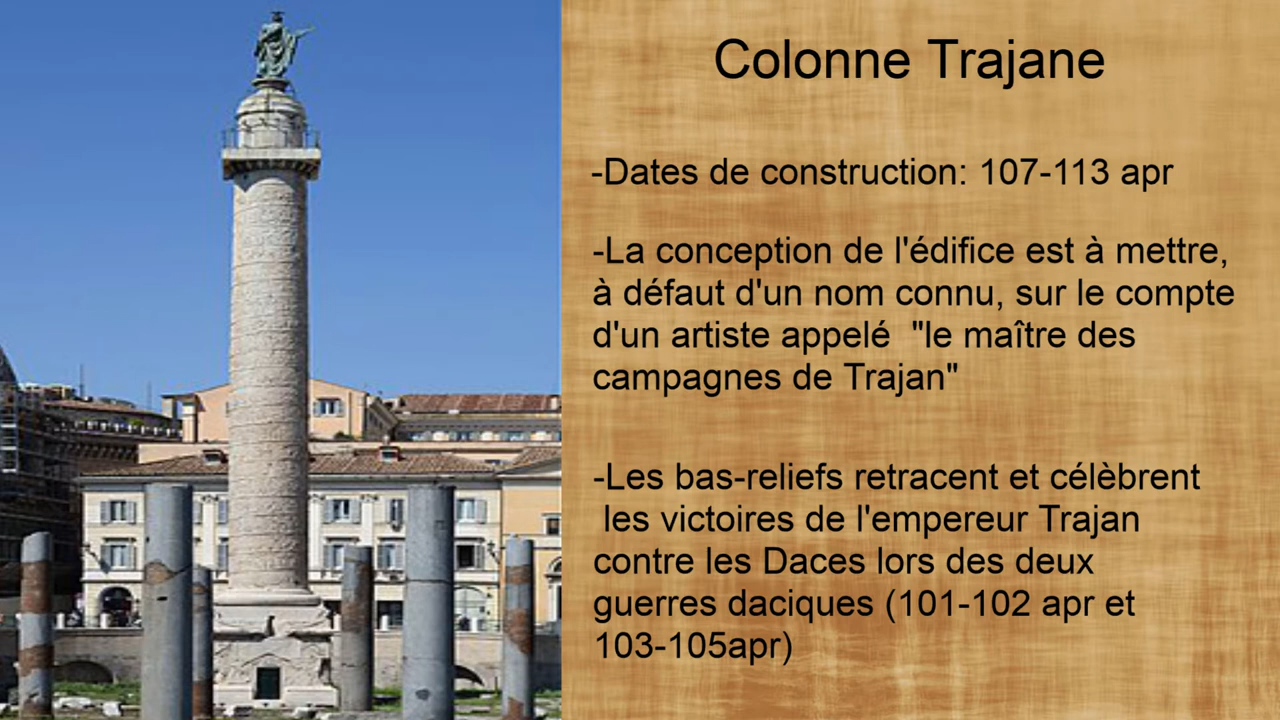 Colonne Trajane
-Dates de construction: 107-113 apr
-La conception de l'édifice est à mettre,
à défaut d'un nom connu, sur le compte
d'un artiste appelé  "le maître des
campagnes de Trajan"
-Les bas-reliefs retracent et célèbrent
les victoires de l'empereur Trajan
contre les Daces lors des deux
guerres daciques (101-102 apr et
103-105apr)